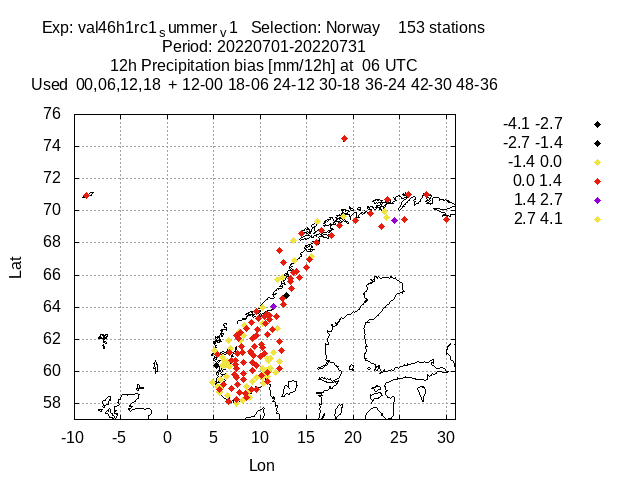 Exp: val46h1rc1 s ummer v 1 Selection: Norway 153 stations
Period: 20220701-20220731
12h Precipitation bias [mm/12h] at 06 UTC
Used 00,06,12,18 + 12-00 18-06 24-12 30-18 36-24 42-30 48-36
76
74
72
70
68
66
64
62
60
58
Lat
-10 -5 0 5 10 15 20 25 30
Lon
-4.1 -2.7
-2.7 -1.4
-1.4 0.0
0.0 1.4
1.4 2.7
2.7 4.1